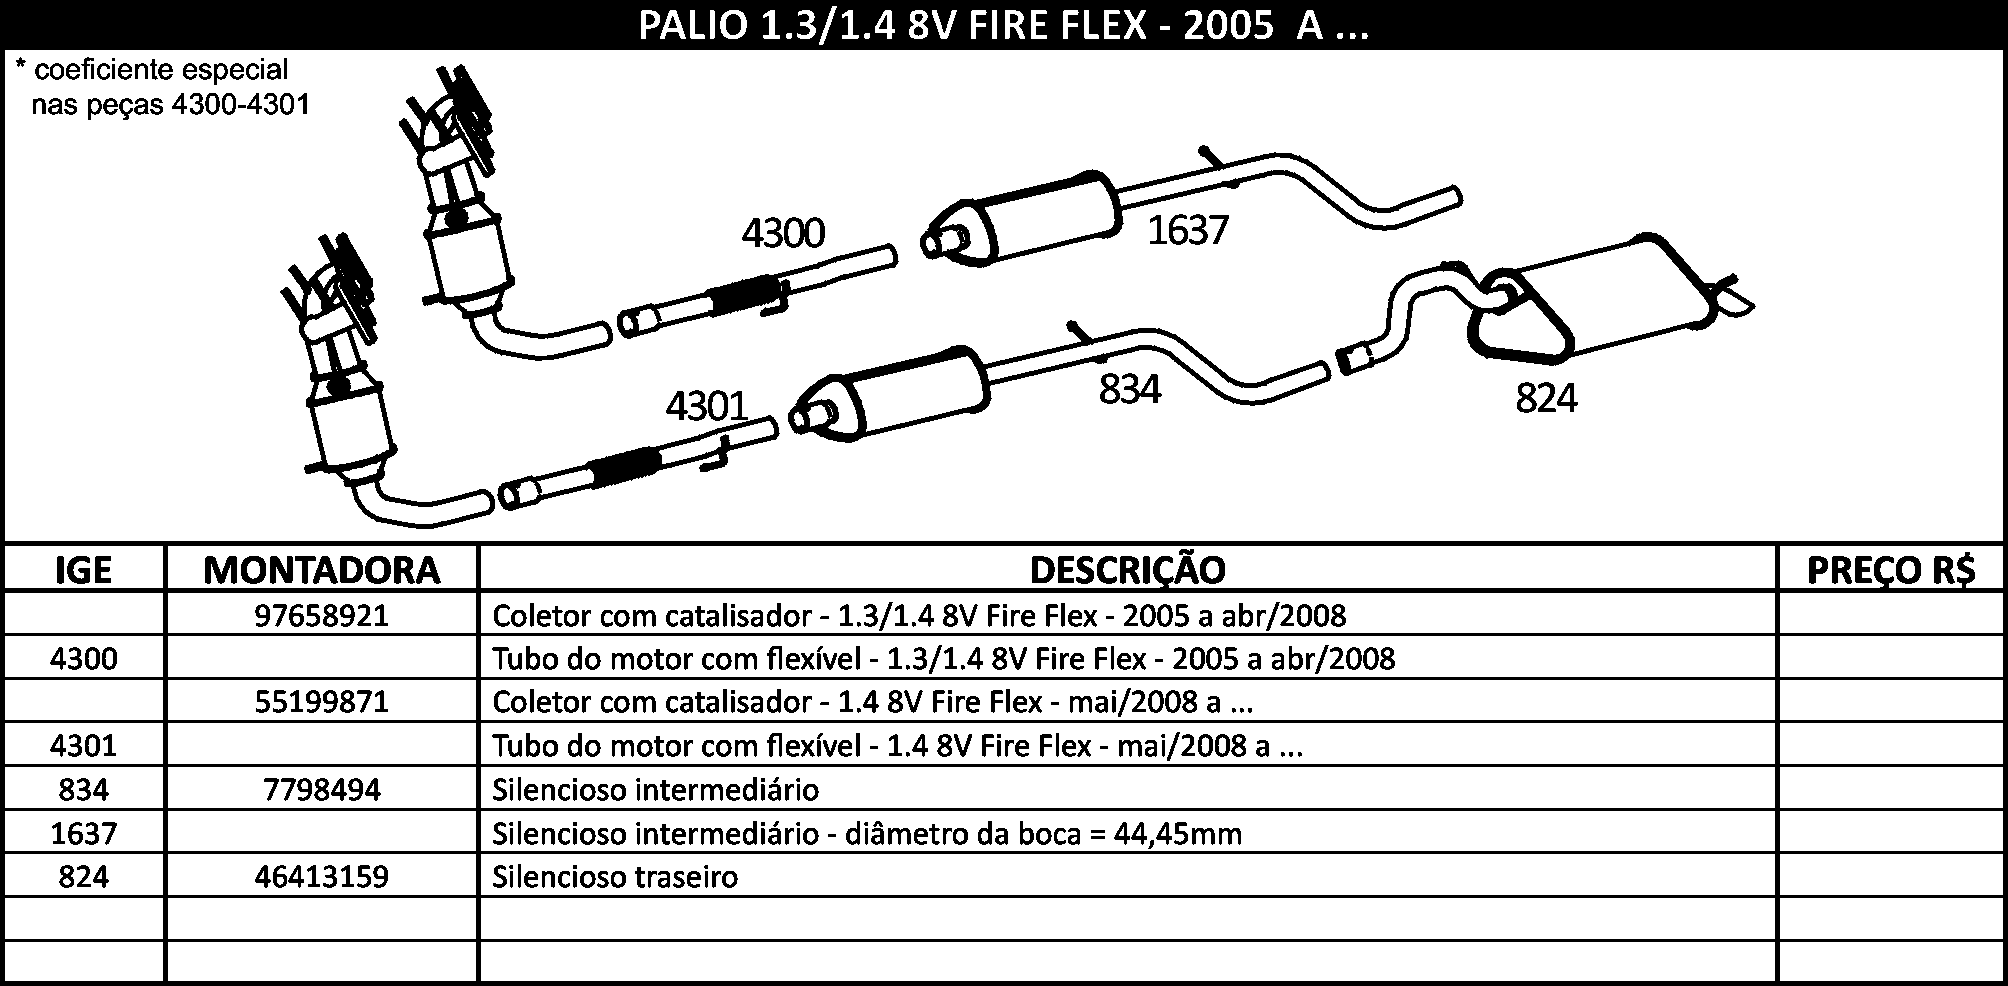 PALIO 1.3/1.4 8V FIRE FLEX - 2005 A ...
* coeficiente especial
nas peças 4300-4301
4300
1637
4301
834
824
IGE MONTADORA DESCRIÇÃO PREÇO R$
97658921 Coletor com catalisador - 1.3/1.4 8V Fire Flex - 2005 a abr/2008
4300 Tubo do motor com flexível - 1.3/1.4 8V Fire Flex - 2005 a abr/2008
55199871 Coletor com catalisador - 1.4 8V Fire Flex - mai/2008 a ...
4301 Tubo do motor com flexível - 1.4 8V Fire Flex - mai/2008 a ...
834 7798494 Silencioso intermediário
1637 Silencioso intermediário - diâmetro da boca = 44,45mm
824 46413159 Silencioso traseiro